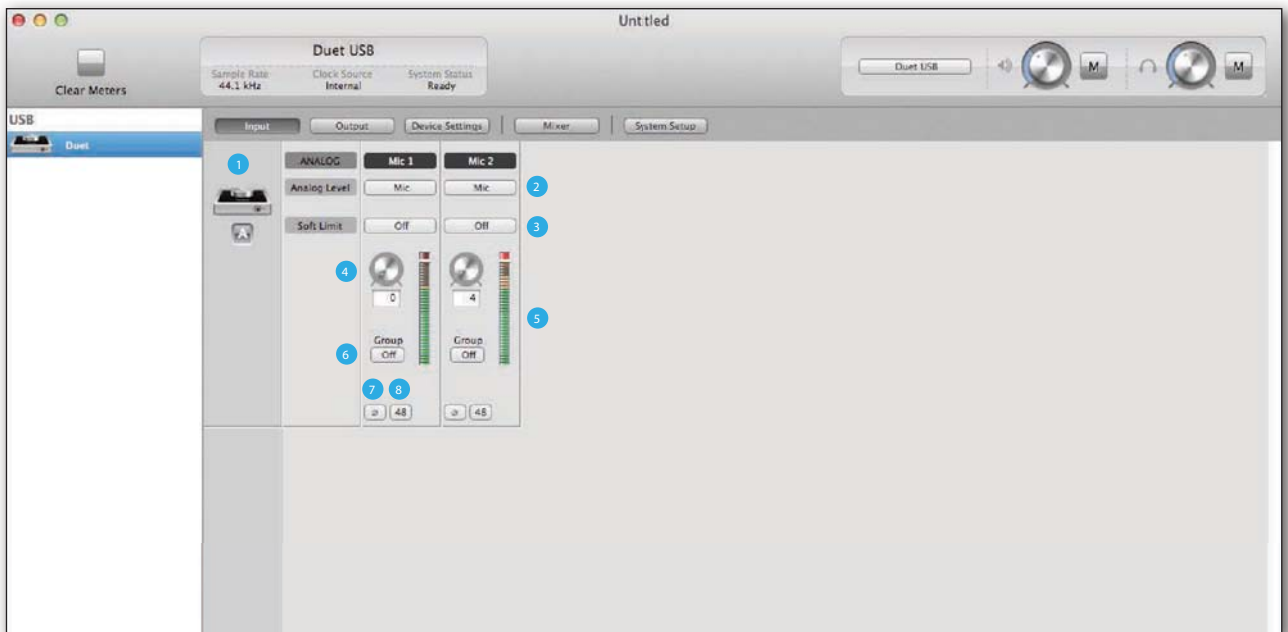 Untitled
Duet USB
Sample Rate Clock Source System Status
44.1 kHz Internal Ready
Clear Meters
Duet USB
M
M
USB
Duet
Input Output Device Settings Mixer System Setup
1
ANALOG Mic 1 Mic 2
Analog Level Mic Mic 2
Soft Limit Off Off 3
4
0 4
5
Group Group
6 Off Off
7 8
ø 48 ø 48